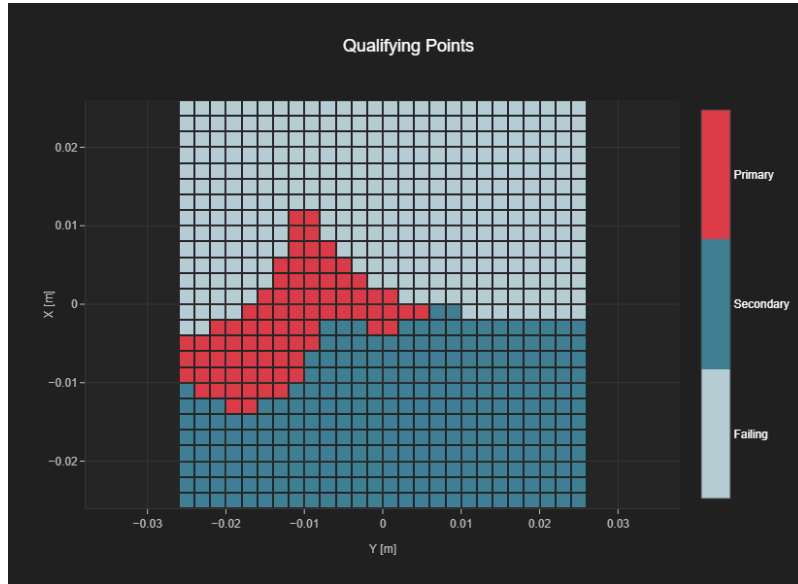 Qualifying Points
0.02
0.01
0
−0.01
−0.02
X [m]
−0.03
−0.02
−0.01
0
0.01
0.02
0.03
Y [m]
Primary
Secondary
Failing